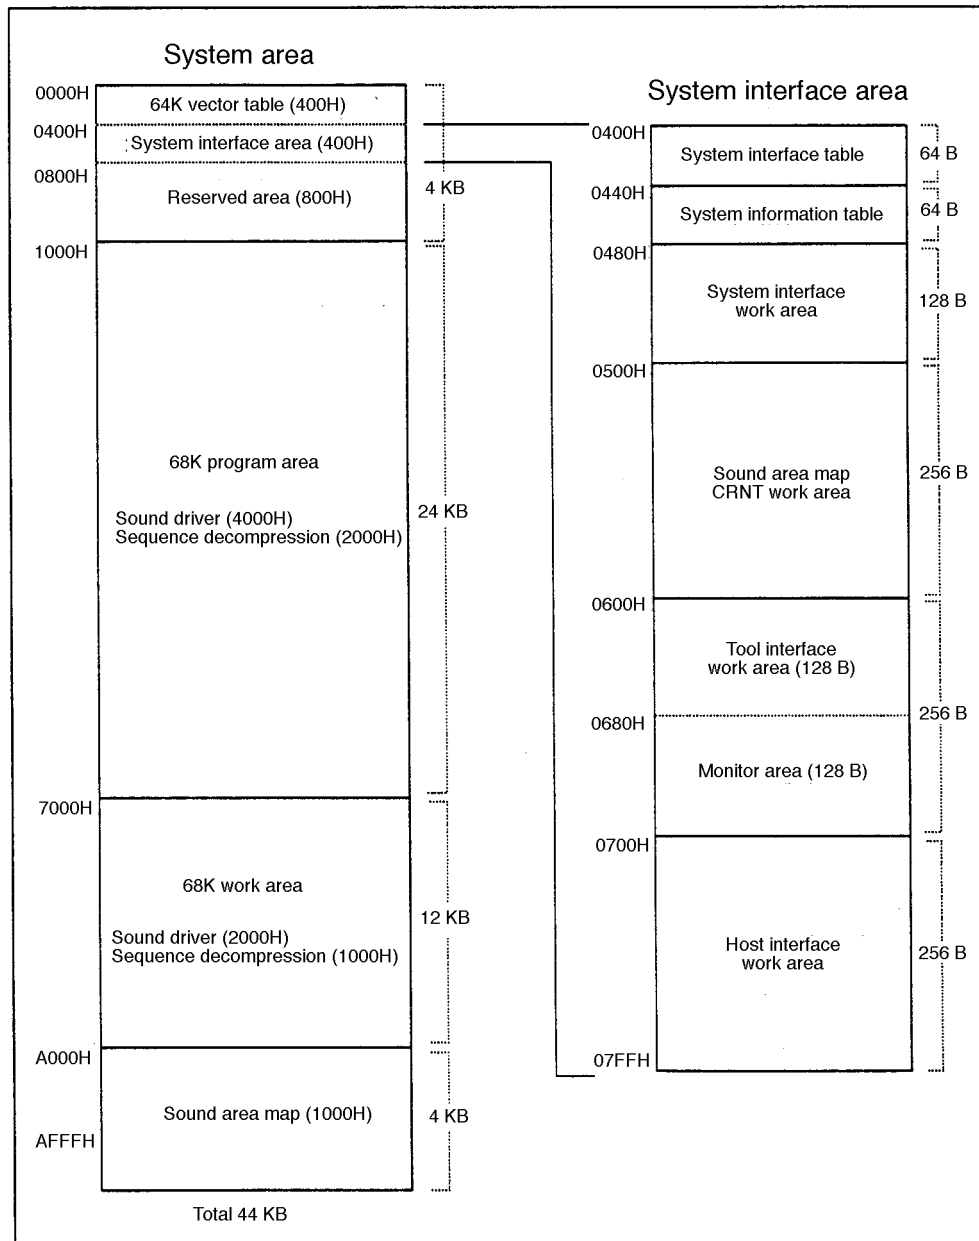 System area
0000H
64K vector table (400H)
0400H
System interface area (400H)
0800H
Reserved area (800H)
4 KB
1000H
68K program area
Sound driver (4000H)
Sequence decompression (2000H)
24 KB
7000H
68K work area
Sound driver (2000H)
Sequence decompression (1000H)
12 KB
A000H
Sound area map (1000H)
4 KB
AFFFH
Total 44 KB
System interface area
0400H
System interface table
64 B
0440H
System information table
64 B
0480H
System interface
work area
128 B
0500H
Sound area map
CRNT work area
256 B
0600H
Tool interface
work area (128 B)
256 B
0680H
Monitor area (128 B)
0700H
Host interface
work area
256 B
07FFH